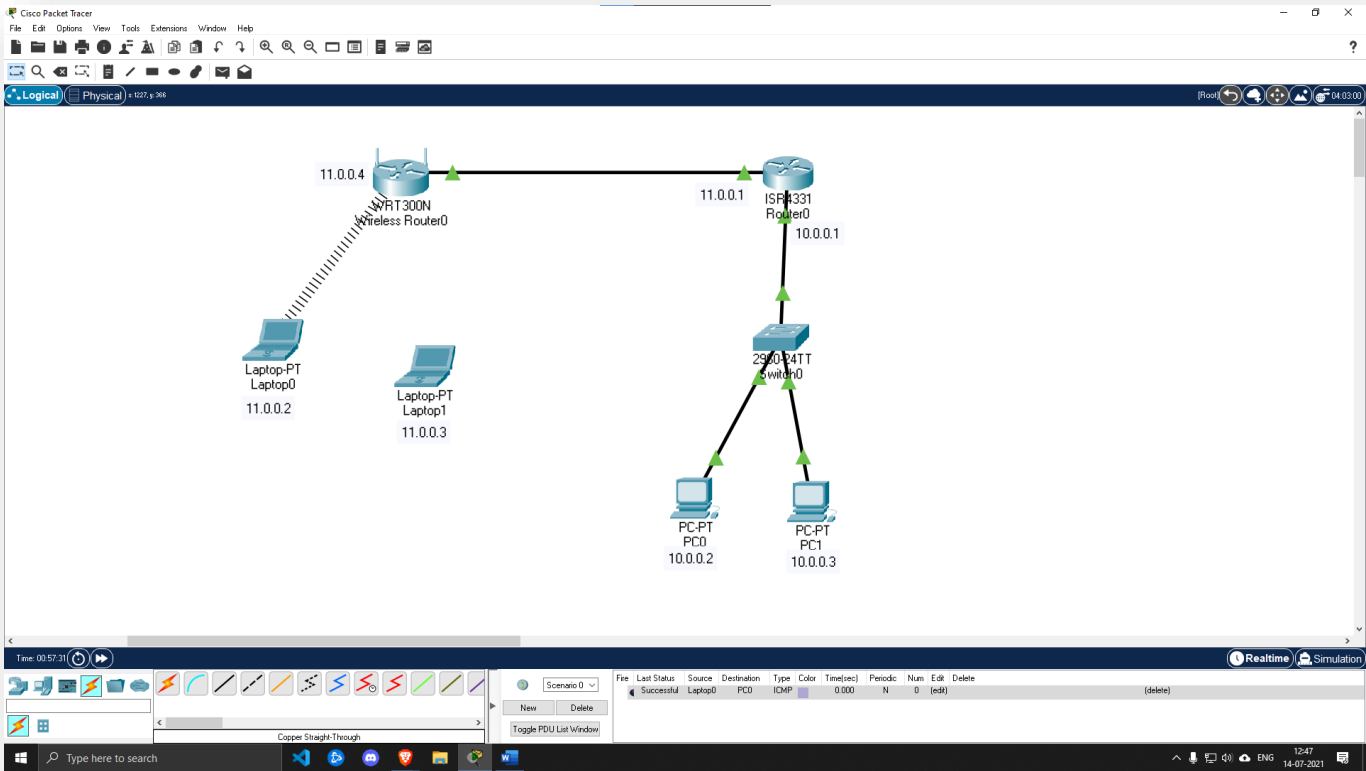 Cisco Packet Tracer
File Edit Options View Tools Extensions Window Help
?
Logical Physical x: 1227, y: 366 [Root] 04:03:00
11.0.0.4
WRT300N
Wireless Router0
11.0.0.1
ISR4331
Router0
10.0.0.1
Laptop-PT
Laptop0
11.0.0.2
Laptop-PT
Laptop1
11.0.0.3
2960-24TT
Switch0
PC-PT
PC0
10.0.0.2
PC-PT
PC1
10.0.0.3
Time: 00:57:31 Realtime Simulation
Scenario 0
New Delete
Toggle PDU List Window
Fire Last Status Source Destination Type Color Time(sec) Periodic Num Edit Delete
Successful Laptop0 PC0 ICMP 0.000 N 0 (edit) (delete)
Copper Straight-Through
Type here to search
ENG
12:47
14-07-2021